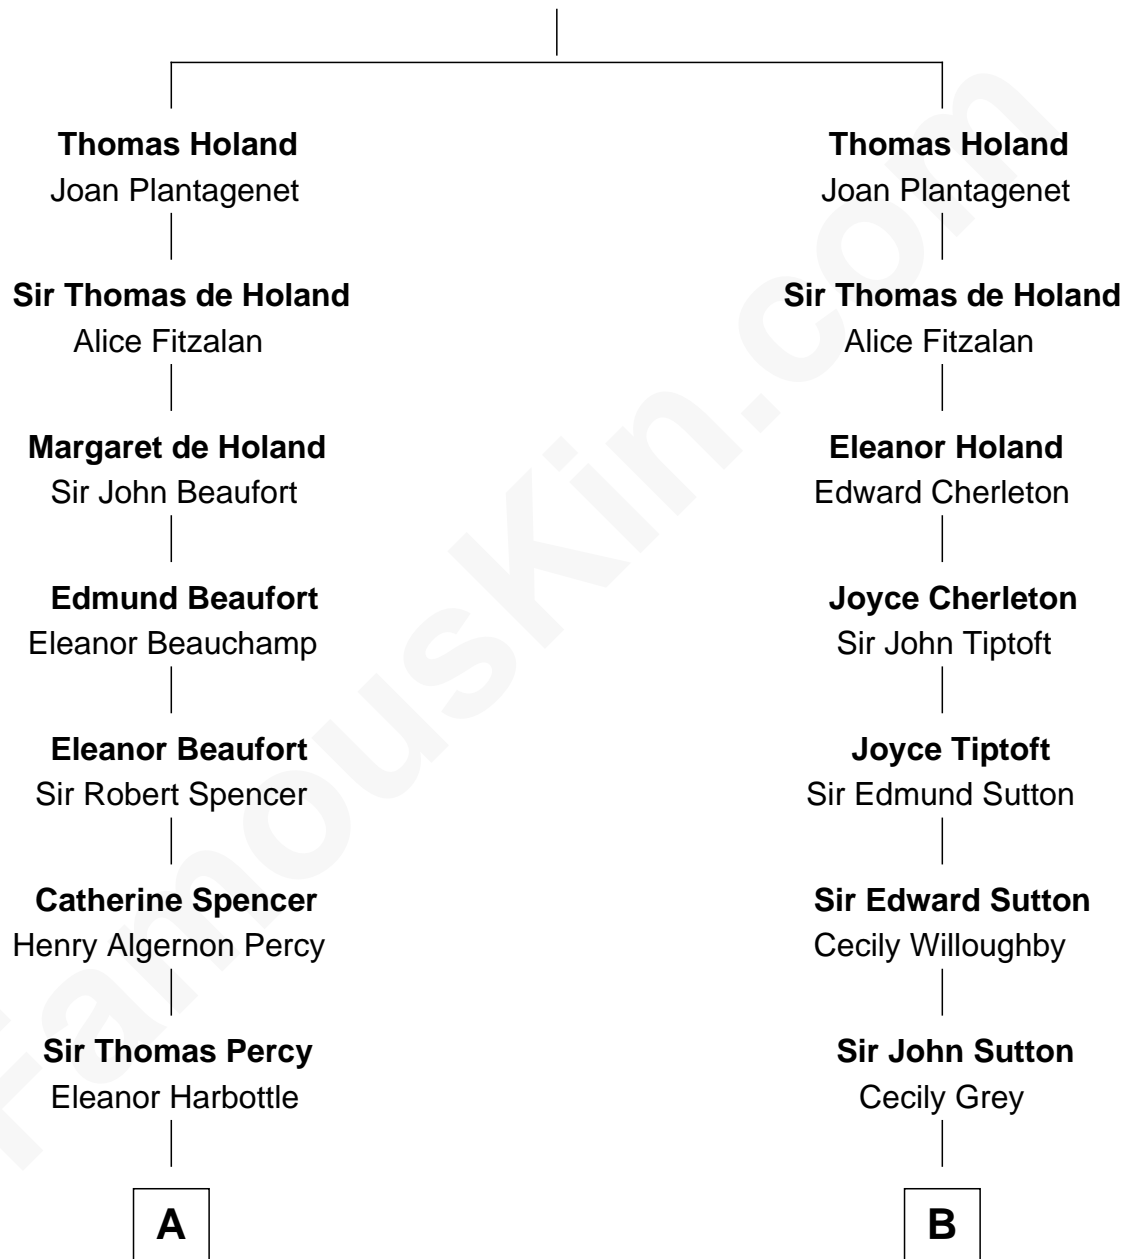 Thomas Holand
Joan Plantagenet
Sir Thomas de Holand
Alice Fitzalan
Margaret de Holand
Sir John Beaufort
Edmund Beaufort
Eleanor Beauchamp
Eleanor Beaufort
Sir Robert Spencer
Catherine Spencer
Henry Algernon Percy
Sir Thomas Percy
Eleanor Harbottle
A
Thomas Holand
Joan Plantagenet
Sir Thomas de Holand
Alice Fitzalan
Eleanor Holand
Edward Cherleton
Joyce Cherleton
Sir John Tiptoft
Joyce Tiptoft
Sir Edmund Sutton
Sir Edward Sutton
Cecily Willoughby
Sir John Sutton
Cecily Grey
B
FamousKin.com